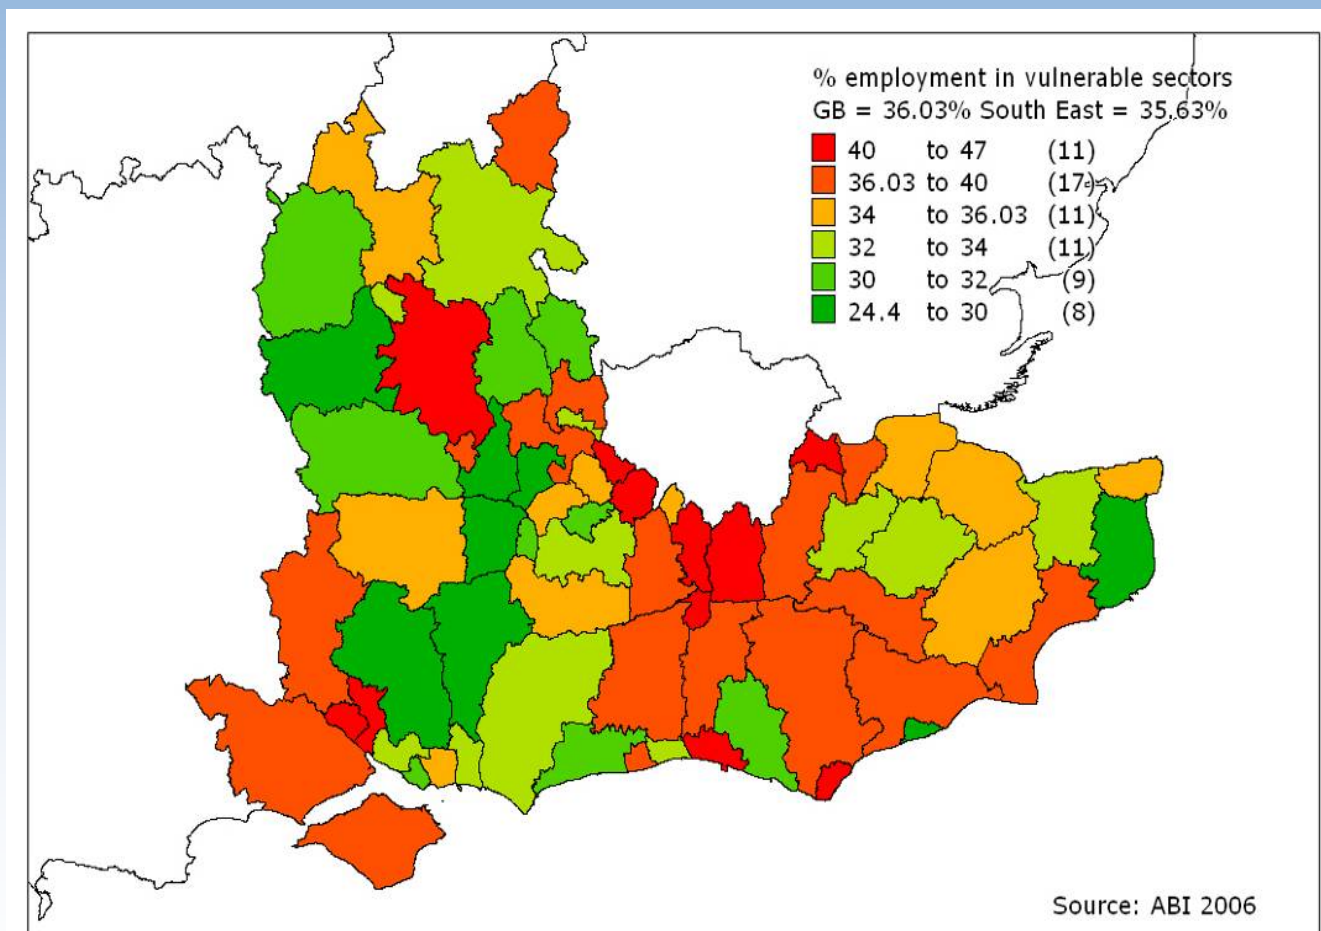 % employment in vulnerable sectors
GB = 36.03% South East = 35.63%
40 to 47 (11)
36.03 to 40 (17)
34 to 36.03 (11)
32 to 34 (11)
30 to 32 (9)
24.4 to 30 (8)
Source: ABI 2006